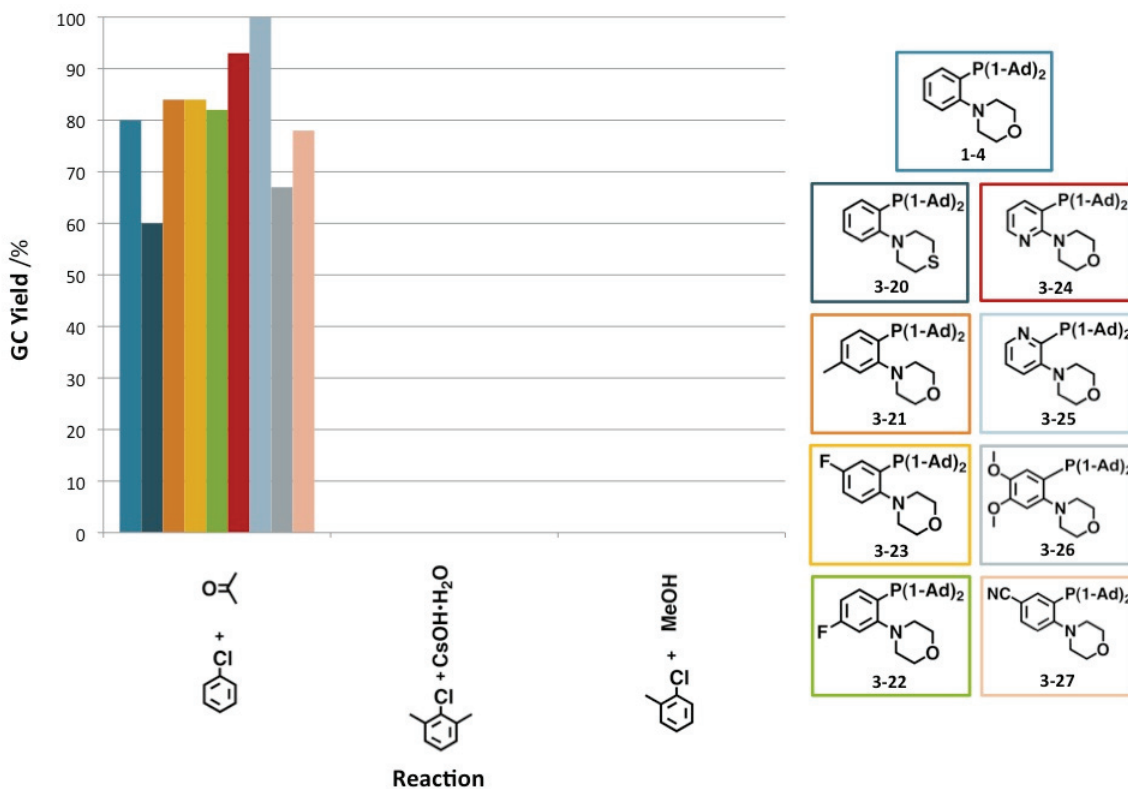 GC Yield /%
100
90
80
70
60
50
40
30
20
10
0
O
+
Cl
+ CsOH·H₂O
Cl
MeOH
+
Cl
Reaction
P(1-Ad)₂
N
O
1-4
P(1-Ad)₂
N
S
3-20
P(1-Ad)₂
N
N
O
3-24
P(1-Ad)₂
N
O
3-21
N
P(1-Ad)₂
N
O
3-25
F
P(1-Ad)₂
N
O
3-23
O
O
P(1-Ad)₂
N
O
3-26
P(1-Ad)₂
F
N
O
3-22
NC
P(1-Ad)₂
N
O
3-27